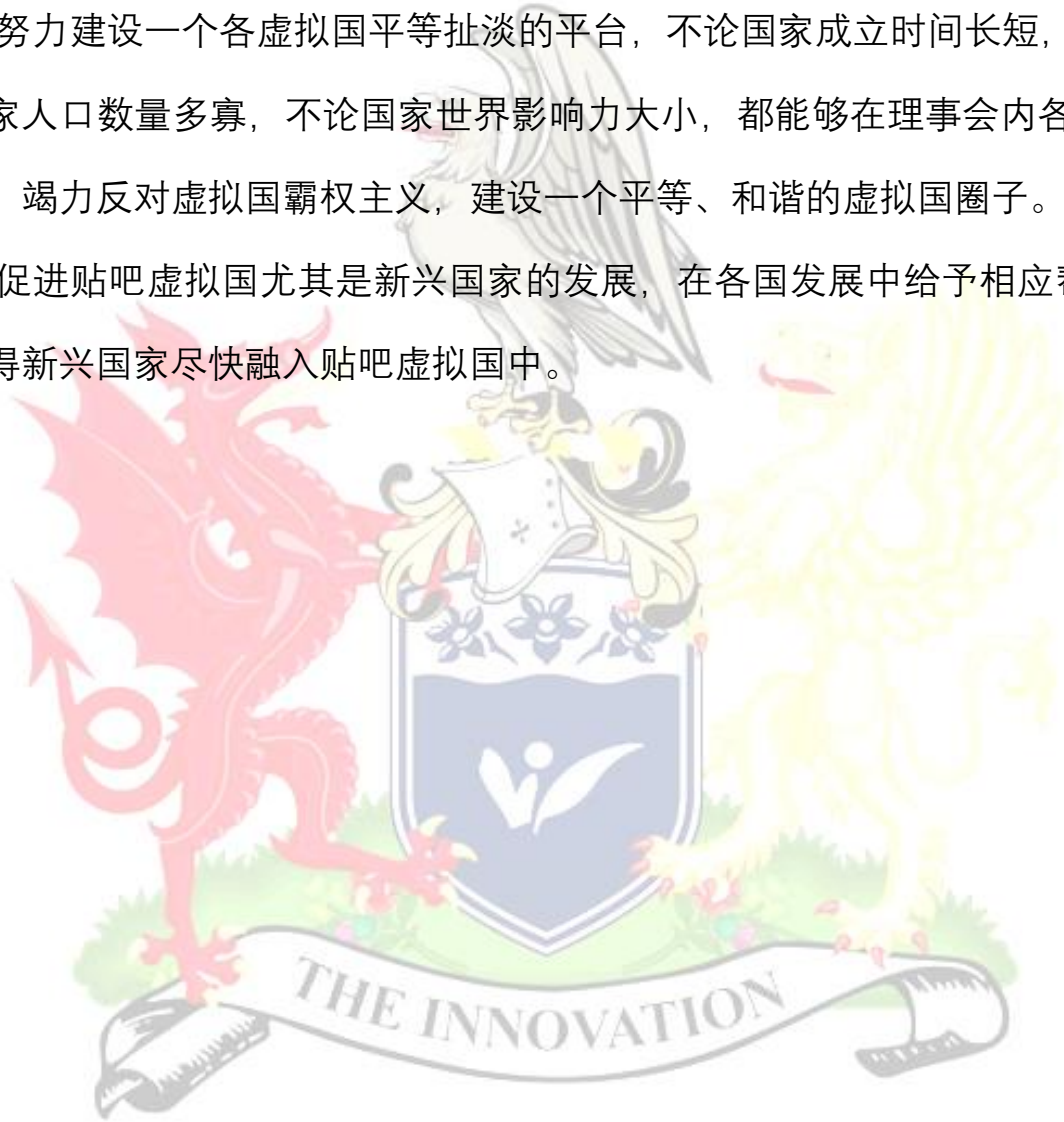 努力建设一个各虚拟国平等扯淡的平台，不论国家成立时间长短，
家人口数量多寡，不论国家世界影响力大小，都能够在理事会内各
竭力反对虚拟国霸权主义，建设一个平等、和谐的虚拟国圈子。
促进贴吧虚拟国尤其是新兴国家的发展，在各国发展中给予相应
得新兴国家尽快融入贴吧虚拟国中。
THE INNOVATION